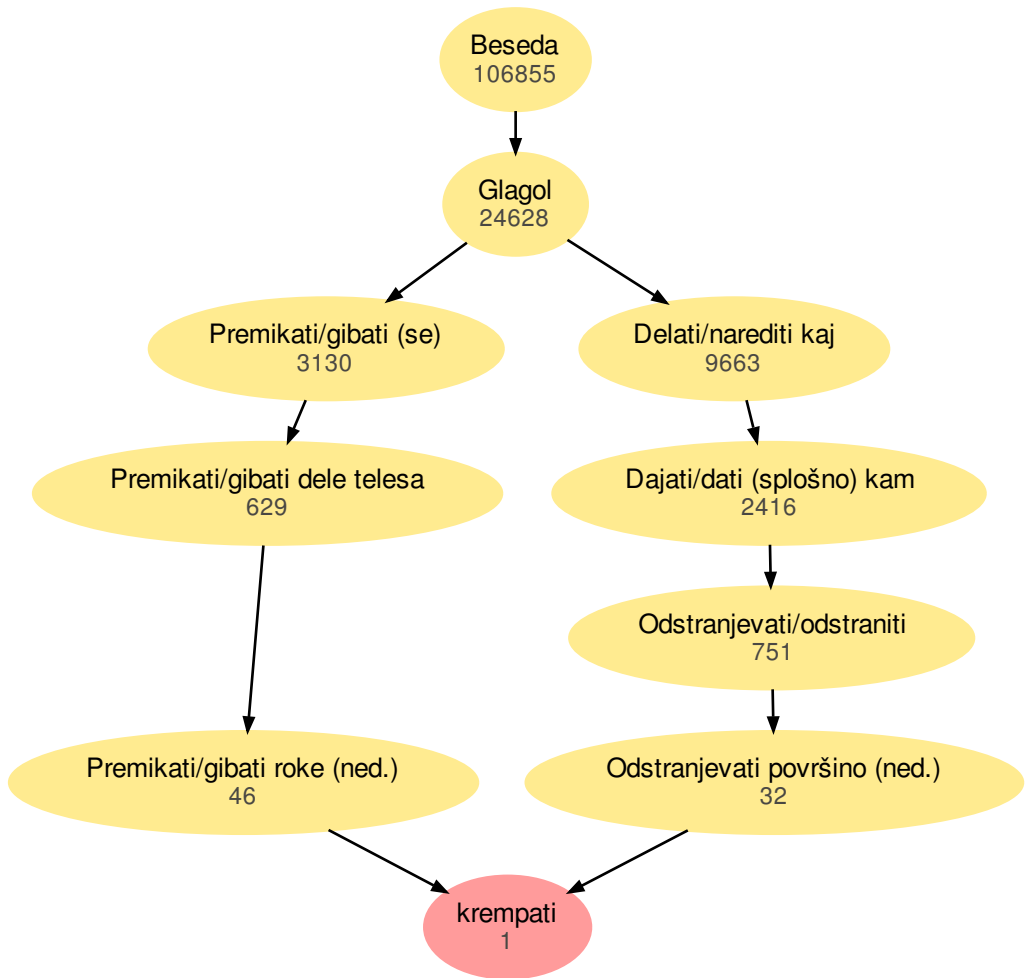 Beseda
106855
Glagol
24628
Premikati/gibati (se)
3130
Delati/narediti kaj
9663
Premikati/gibati dele telesa
629
Dajati/dati (splošno) kam
2416
Odstranjevati/odstraniti
751
Premikati/gibati roke (ned.)
46
Odstranjevati površino (ned.)
32
krempati
1